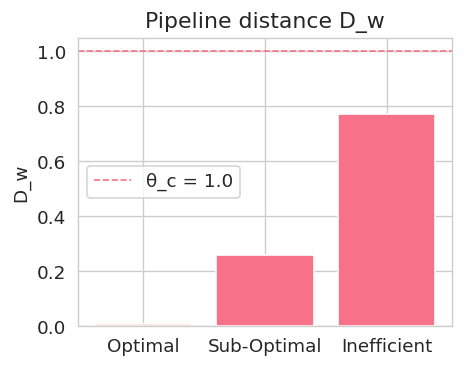 Pipeline distance D_w
D_w
1.0
0.8
0.6
0.4
0.2
0.0
θ_c = 1.0
Optimal
Sub-Optimal
Inefficient